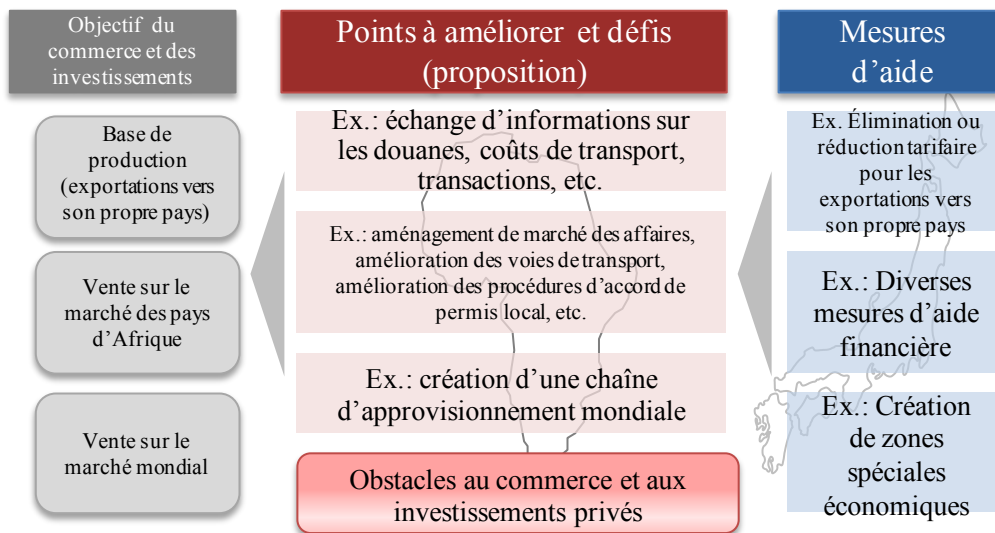 Objectif du
commerce et des
investissements
Base de
production
(exportations vers
son propre pays)
Vente sur le
marché des pays
d'Afrique
Vente sur le
marché mondial
Points à améliorer et défis
(proposition)
Ex.: échange d'informations sur
les douanes, coûts de transport,
transactions, etc.
Ex.: aménagement de marché des affaires,
amélioration des voies de transport,
amélioration des procédures d'accord de
permis local, etc.
Ex.: création d'une chaîne
d'approvisionnement mondiale
Obstacles au commerce et aux
investissements privés
Mesures
d'aide
Ex. Élimination ou
réduction tarifaire
pour les
exportations vers
son propre pays
Ex.: Diverses
mesures d'aide
financière
Ex.: Création
de zones
spéciales
économiques